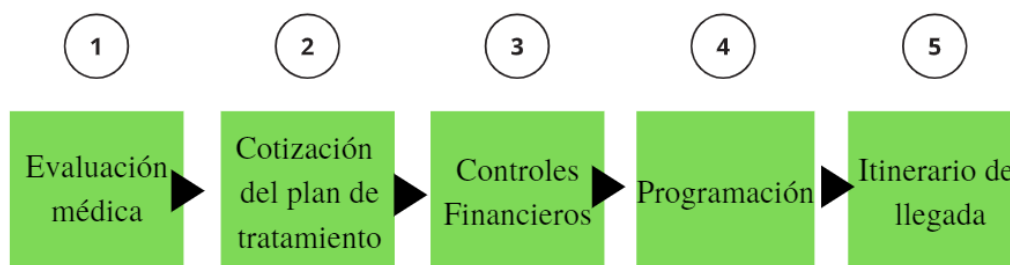 1
2
3
4
5
Evaluación
médica
Cotización
del plan de
tratamiento
Controles
Financieros
Programación
Itinerario de
llegada